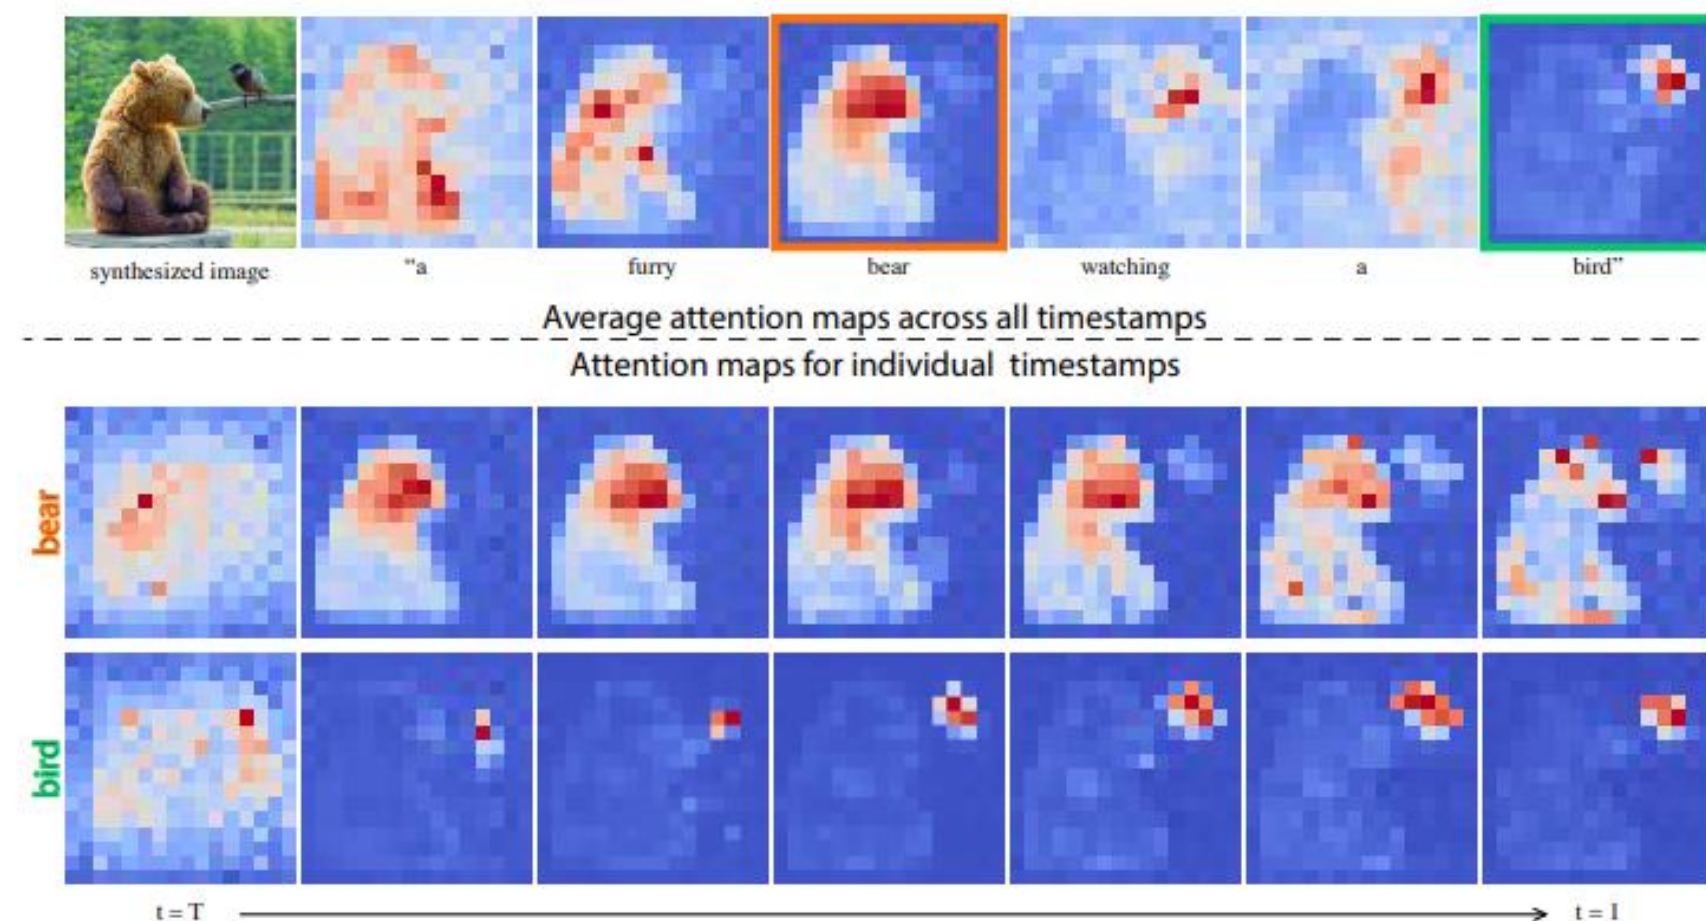 synthesized image
“a
furry
bear
watching
a
bird”
Average attention maps across all timestamps
Attention maps for individual timestamps
bear
bird
t = T
t = 1